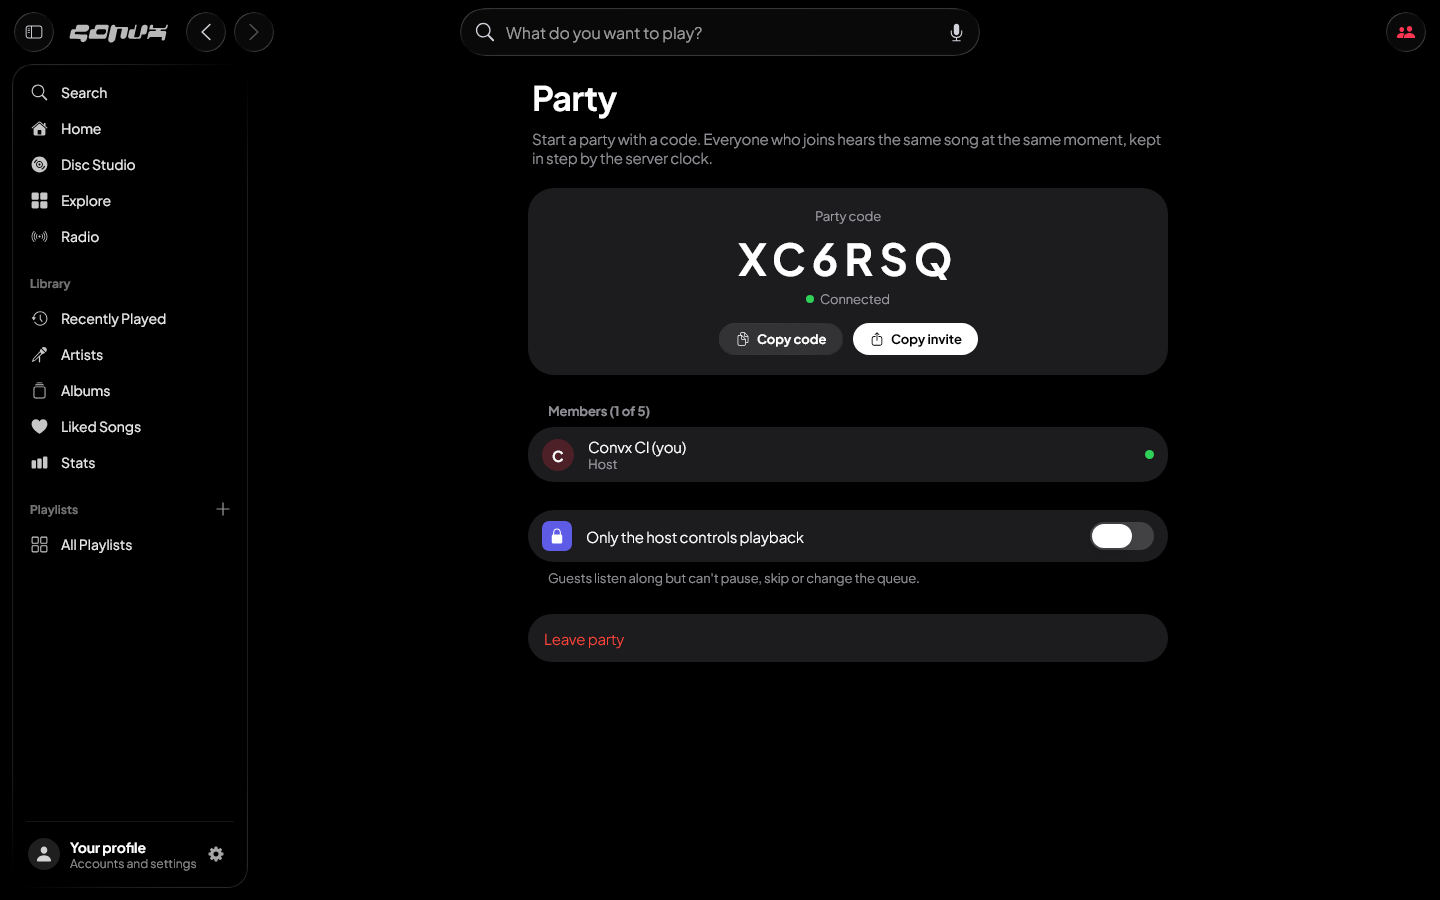 What do you want to play?
Search
Home
Disc Studio
Explore
Radio
Library
Recently Played
Artists
Albums
Liked Songs
Stats
Playlists
All Playlists
Your profile
Accounts and settings
Party
Start a party with a code. Everyone who joins hears the same song at the same moment, kept
in step by the server clock.
Party code
XC6RSQ
Connected
Copy code
Copy invite
Members (1 of 5)
C
Convx CI (you)
Host
Only the host controls playback
Guests listen along but can't pause, skip or change the queue.
Leave party